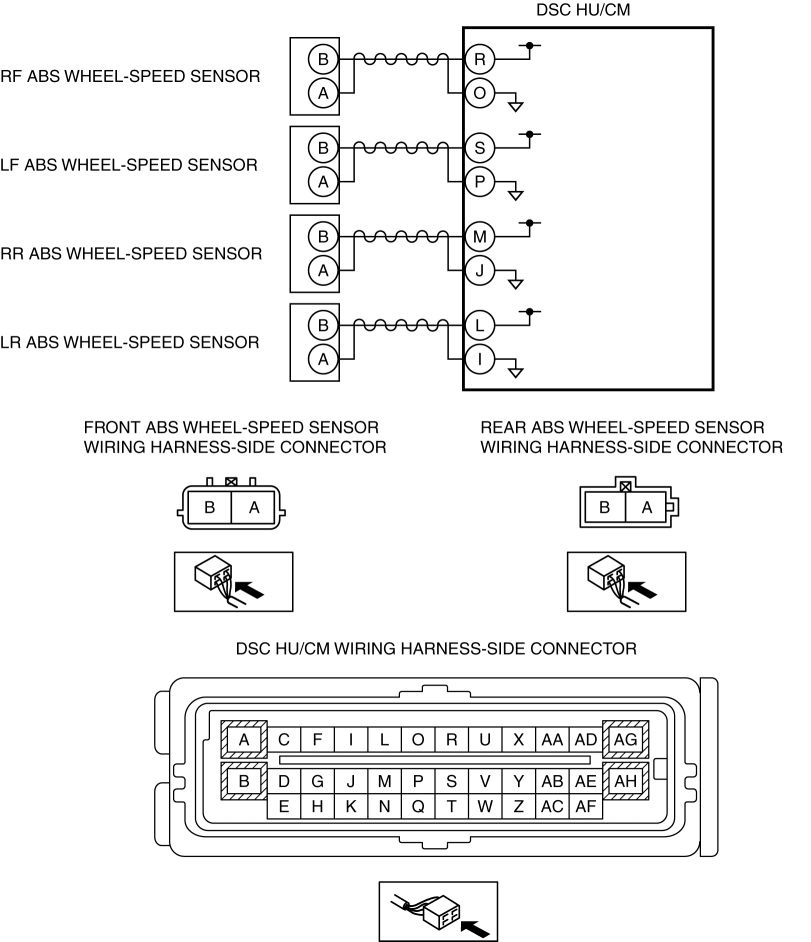 DSC HU/CM
RF ABS WHEEL-SPEED SENSOR
B R
A O
LF ABS WHEEL-SPEED SENSOR
B S
A P
RR ABS WHEEL-SPEED SENSOR
B M
A J
LR ABS WHEEL-SPEED SENSOR
B L
A I
FRONT ABS WHEEL-SPEED SENSOR
WIRING HARNESS-SIDE CONNECTOR
B A
REAR ABS WHEEL-SPEED SENSOR
WIRING HARNESS-SIDE CONNECTOR
B A
DSC HU/CM WIRING HARNESS-SIDE CONNECTOR
A C F I L O R U X AA AD AG
B D G J M P S V Y AB AE AH
E H K N Q T W Z AC AF